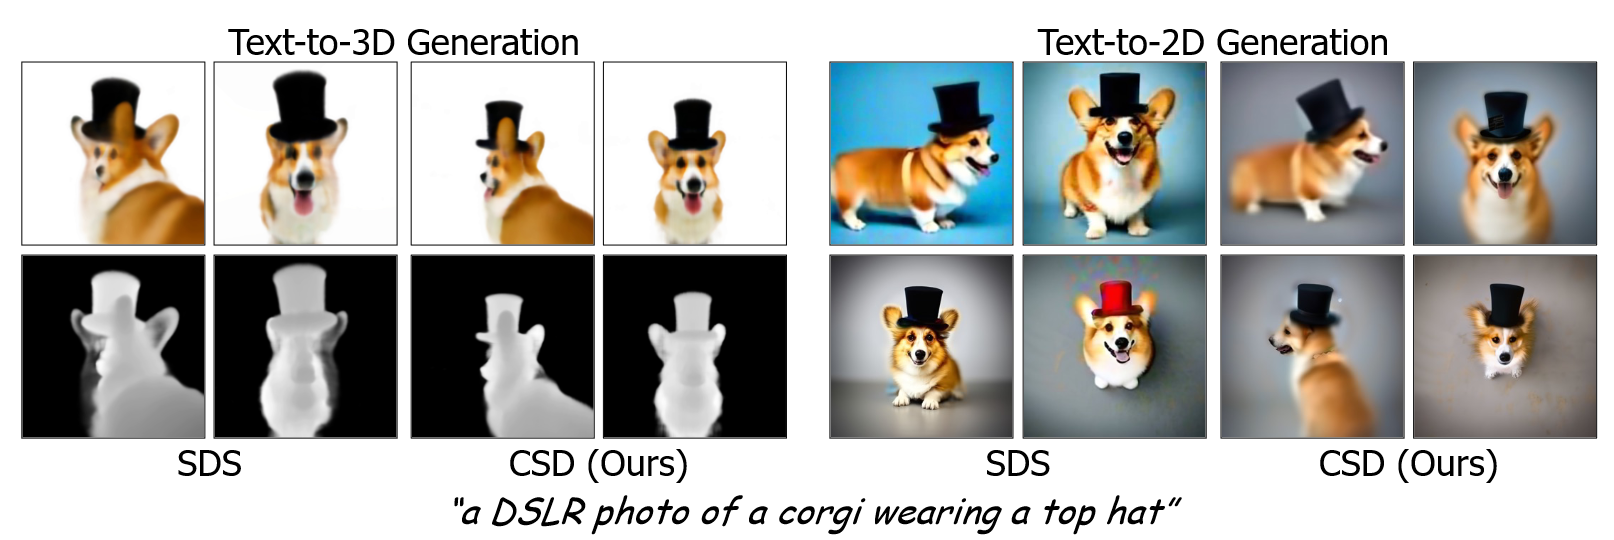 Text-to-3D Generation
Text-to-2D Generation
SDS
CSD (Ours)
SDS
CSD (Ours)
“a DSLR photo of a corgi wearing a top hat”